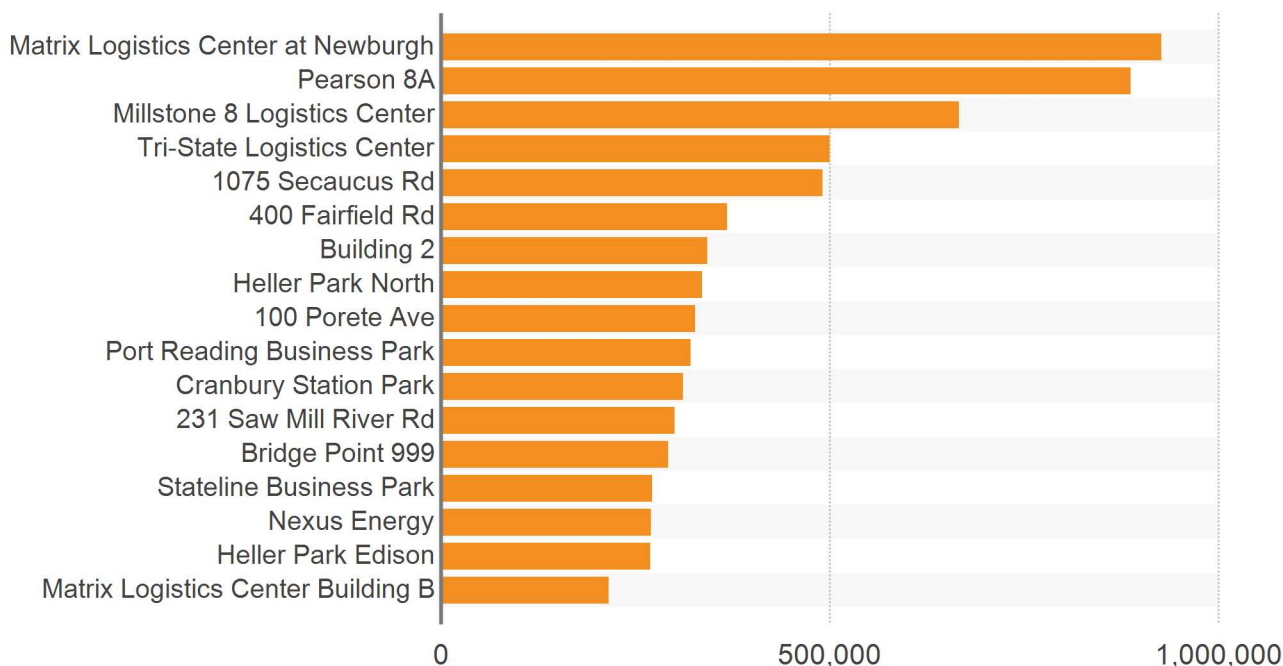 Matrix Logistics Center at Newburgh
Pearson 8A
Millstone 8 Logistics Center
Tri-State Logistics Center
1075 Secaucus Rd
400 Fairfield Rd
Building 2
Heller Park North
100 Porete Ave
Port Reading Business Park
Cranbury Station Park
231 Saw Mill River Rd
Bridge Point 999
Stateline Business Park
Nexus Energy
Heller Park Edison
Matrix Logistics Center Building B
0 500,000 1,000,000